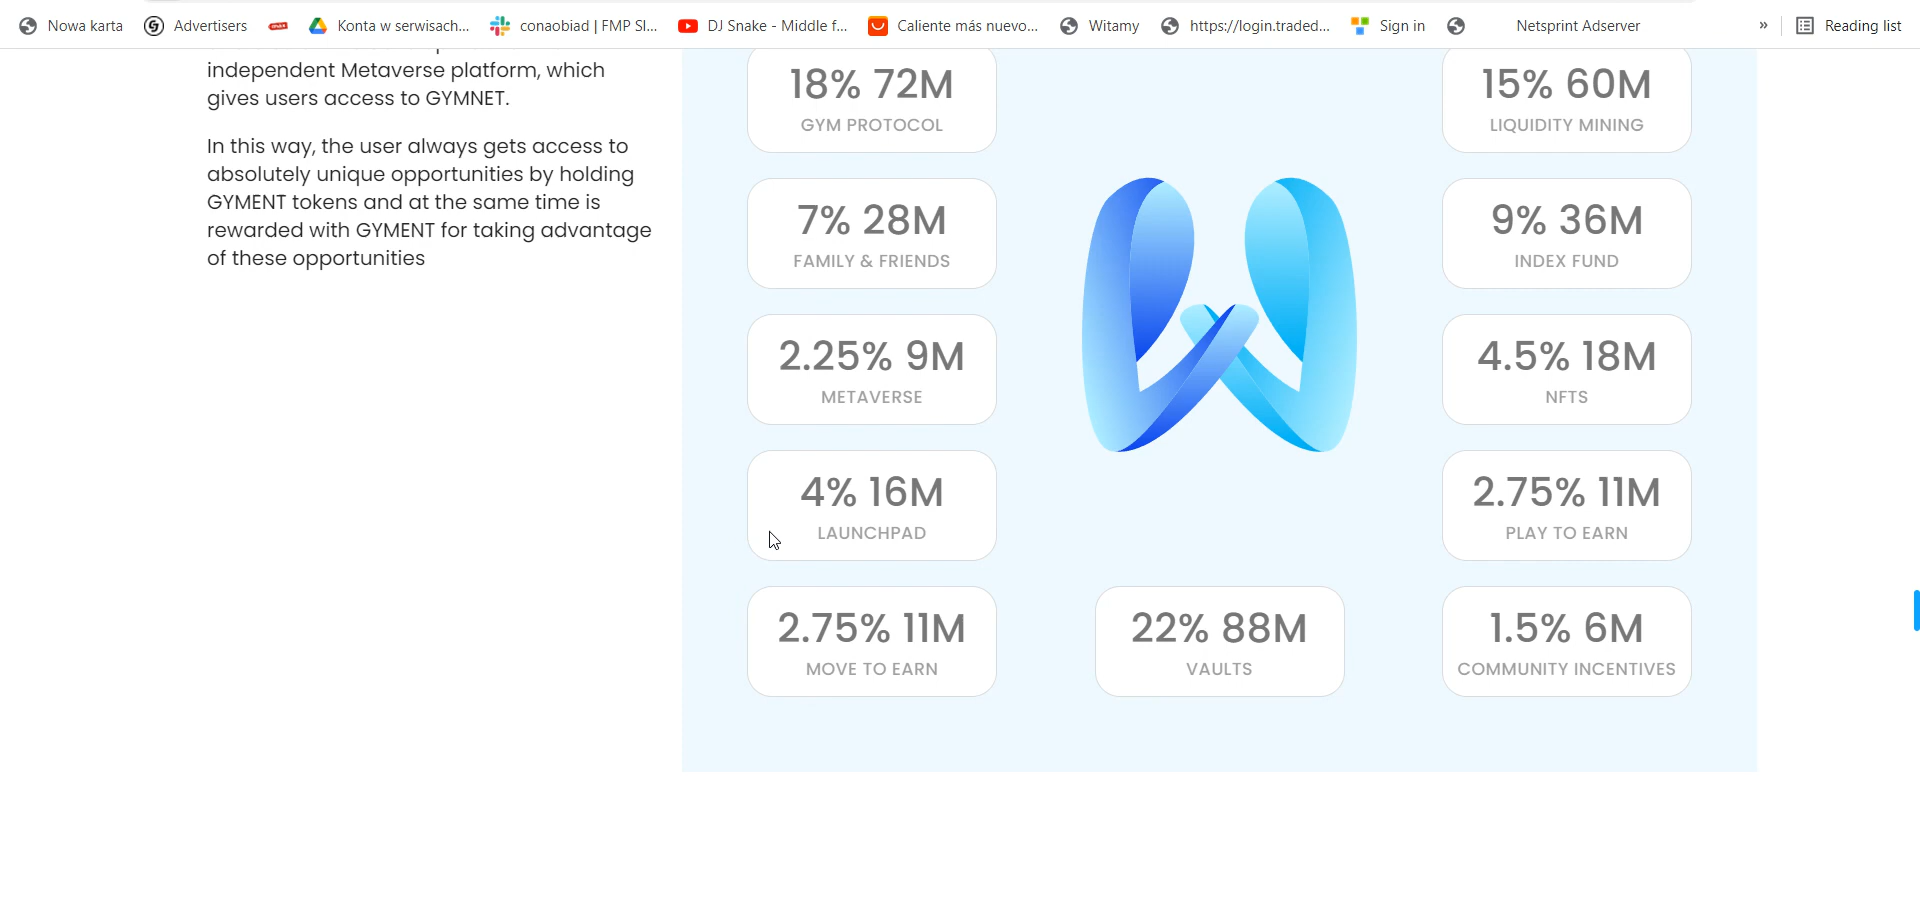 Nowa karta
Advertisers
Konta w serwisach...
conaobiad | FMP Sl...
DJ Snake - Middle f...
Caliente más nuevo...
Witamy
https://login.traded...
Sign in
Netsprint Adserver
»
Reading list
independent Metaverse platform, which
gives users access to GYMNET.
In this way, the user always gets access to
absolutely unique opportunities by holding
GYMENT tokens and at the same time is
rewarded with GYMENT for taking advantage
of these opportunities
18% 72M
GYM PROTOCOL
15% 60M
LIQUIDITY MINING
7% 28M
FAMILY & FRIENDS
9% 36M
INDEX FUND
2.25% 9M
METAVERSE
4.5% 18M
NFTS
4% 16M
LAUNCHPAD
2.75% 11M
PLAY TO EARN
2.75% 11M
MOVE TO EARN
22% 88M
VAULTS
1.5% 6M
COMMUNITY INCENTIVES